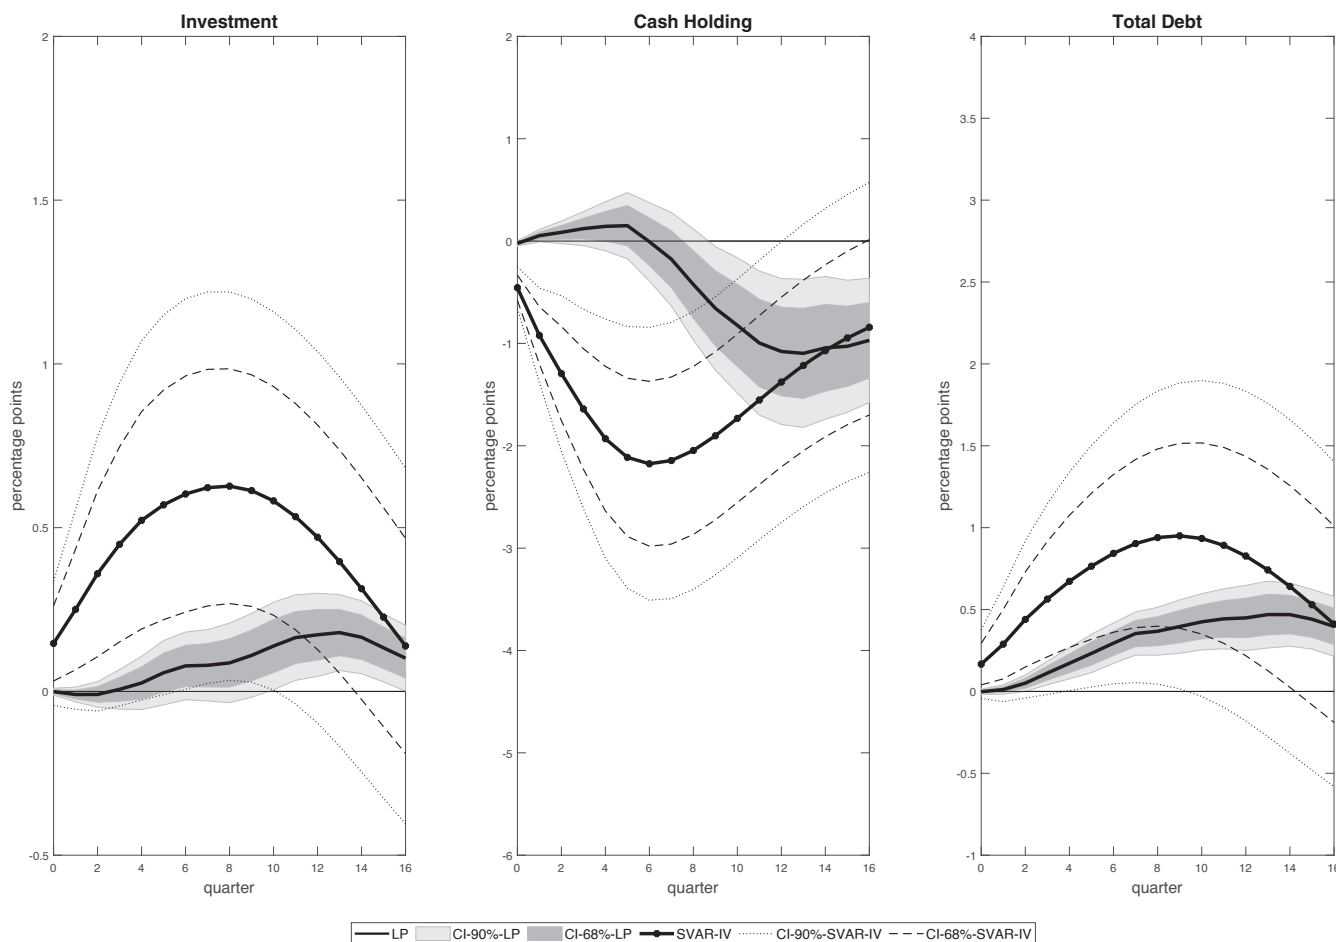 Investment
2
1.5
1
0.5
0
-0.5
percentage points
0 2 4 6 8 10 12 14 16
quarter
Cash Holding
2
1
0
-1
-2
-3
-4
-5
-6
percentage points
0 2 4 6 8 10 12 14 16
quarter
Total Debt
4
3.5
3
2.5
2
1.5
1
0.5
0
-0.5
-1
percentage points
0 2 4 6 8 10 12 14 16
quarter
LP CI-90%-LP CI-68%-LP SVAR-IV CI-90%-SVAR-IV CI-68%-SVAR-IV